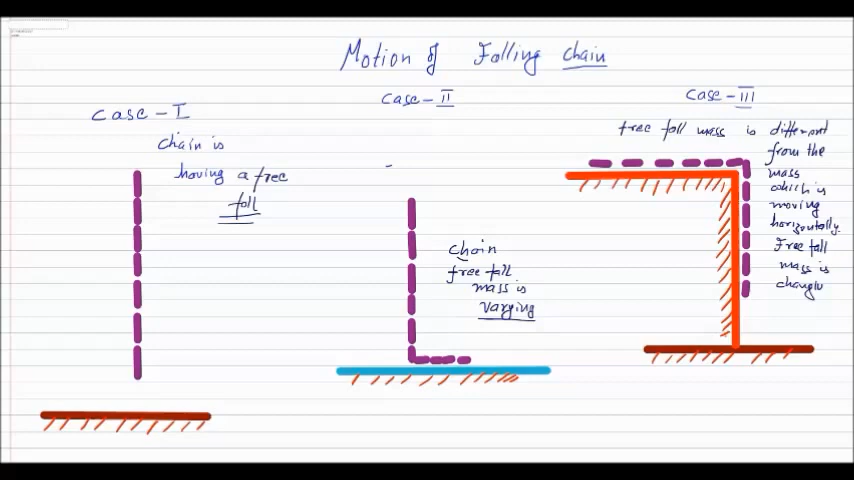 Motion of Falling chain
Case-I
chain is
having a free
fall
Case-II
chain
free fall
mass is
varying
Case-III
free fall mass is different
from the
mass
which is
moving
horizontally.
Free fall
mass is
changin